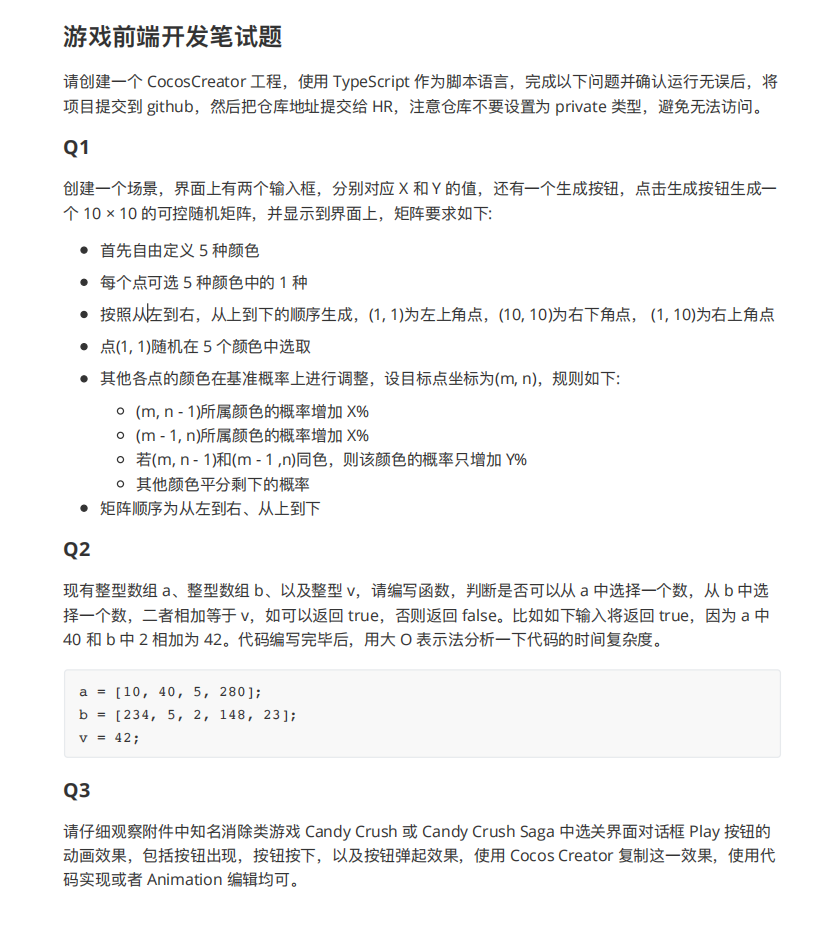 游戏前端开发笔试题
请创建一个 CocosCreator 工程，使用 TypeScript 作为脚本语言，完成以下问题并确认运行无误后，将
项目提交到 github，然后把仓库地址提交给 HR，注意仓库不要设置为 private 类型，避免无法访问。
Q1
创建一个场景，界面上有两个输入框，分别对应 X 和 Y 的值，还有一个生成按钮，点击生成按钮生成一
个 10 × 10 的可控随机矩阵，并显示到界面上，矩阵要求如下:
• 首先自由定义 5 种颜色
• 每个点可选 5 种颜色中的 1 种
• 按照从左到右，从上到下的顺序生成，(1, 1)为左上角点，(10, 10)为右下角点， (1, 10)为右上角点
• 点(1, 1)随机在 5 个颜色中选取
• 其他各点的颜色在基准概率上进行调整，设目标点坐标为(m, n)，规则如下:
○ (m, n - 1)所属颜色的概率增加 X%
○ (m - 1, n)所属颜色的概率增加 X%
○ 若(m, n - 1)和(m - 1 ,n)同色，则该颜色的概率只增加 Y%
○ 其他颜色平分剩下的概率
• 矩阵顺序为从左到右、从上到下
Q2
现有整型数组 a、整型数组 b、以及整型 v，请编写函数，判断是否可以从 a 中选择一个数，从 b 中选
择一个数，二者相加等于 v，如可以返回 true，否则返回 false。比如如下输入将返回 true，因为 a 中
40 和 b 中 2 相加为 42。代码编写完毕后，用大 O 表示法分析一下代码的时间复杂度。
a = [10, 40, 5, 280];
b = [234, 5, 2, 148, 23];
v = 42;
Q3
请仔细观察附件中知名消除类游戏 Candy Crush 或 Candy Crush Saga 中选关界面对话框 Play 按钮的
动画效果，包括按钮出现，按钮按下，以及按钮弹起效果，使用 Cocos Creator 复制这一效果，使用代
码实现或者 Animation 编辑均可。